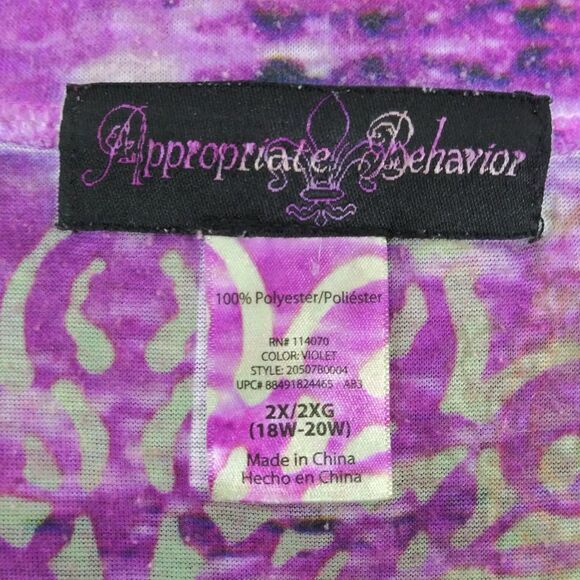 Appropriate Behavior
100% Polyester/Poliéster
RN# 114070
COLOR: VIOLET
STYLE: 2050780004
UPC# 88491824465 AB3
2X/2XG
(18W-20W)
Made in China
Hecho en China